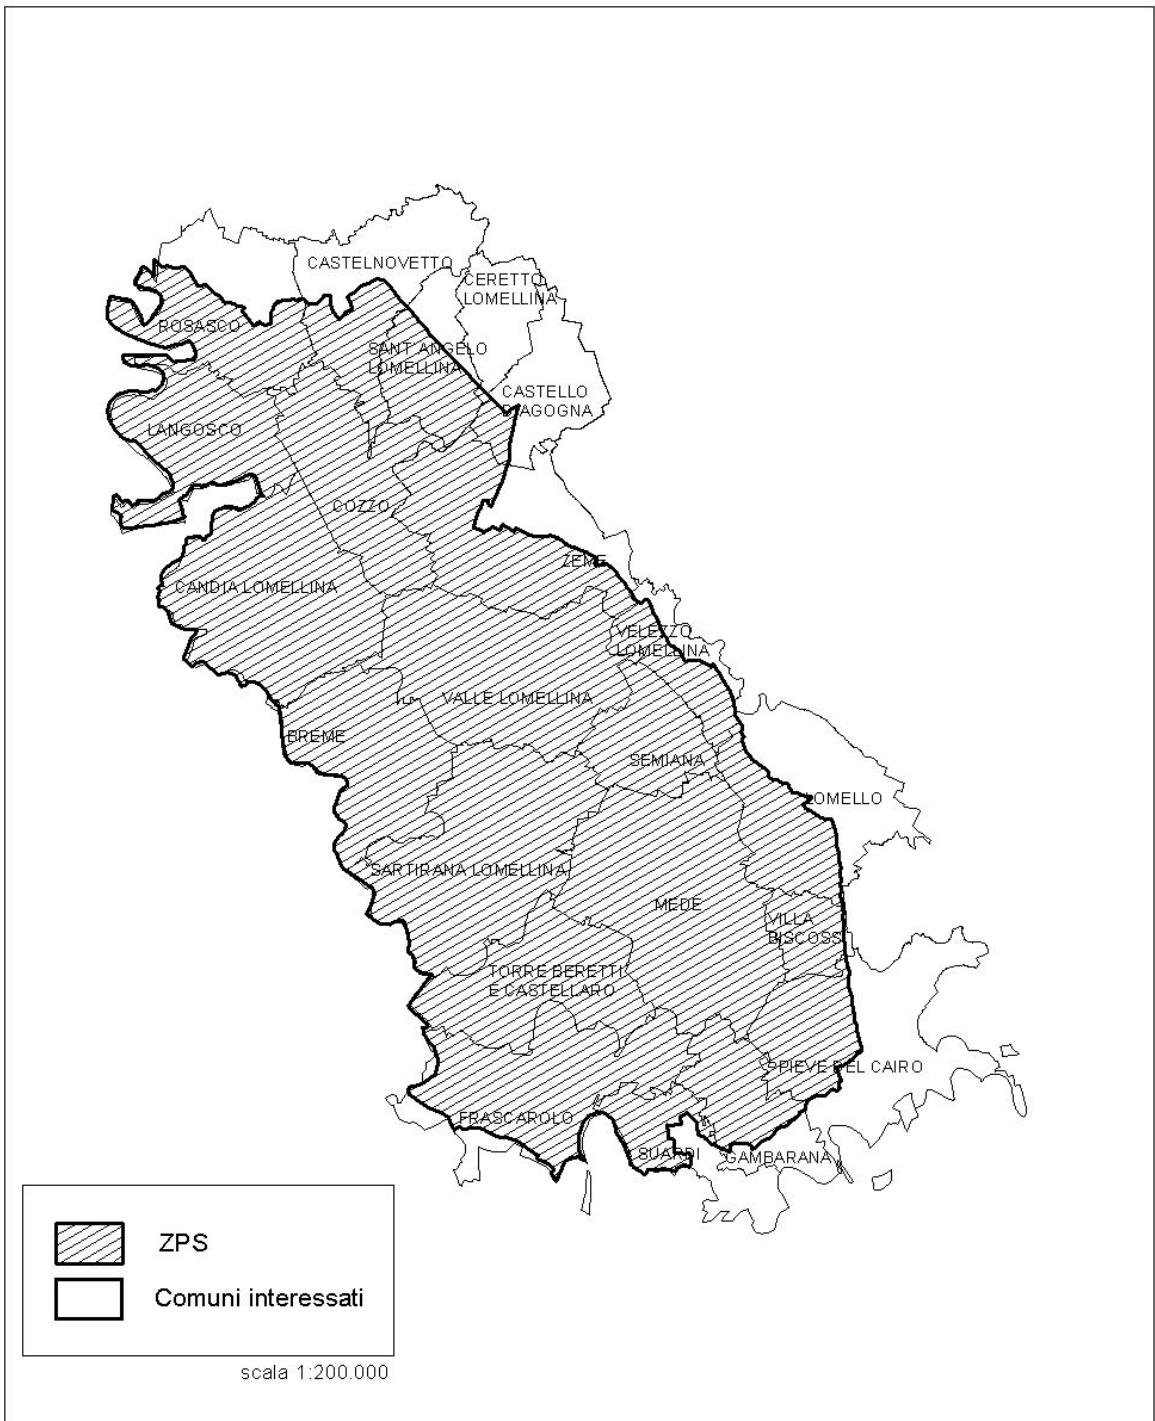 CASTELNOVETTO
CERETTO
LOMELLINA
ROSASCO
SANT'ANGELO
LOMELLINA
CASTELLO
D'AGOGNA
LANGOSCO
COZZO
ZEME
CANDIA LOMELLINA
VELEZZO
LOMELLINA
VALLE LOMELLINA
BREME
SEMIANA
LOMELLO
SARTIRANA LOMELLINA
MEDE
VILLA
BISCOSSI
TORRE BERETTI
E CASTELLARO
PIEVE DEL CAIRO
FRASCAROLO
SUARDI
GAMBARANA
ZPS
Comuni interessati
scala 1:200.000